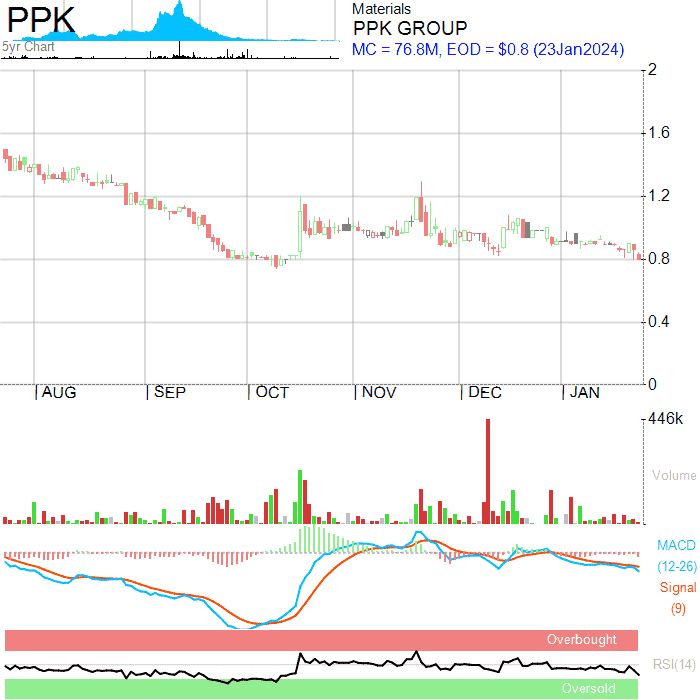 PPK
5yr Chart
Materials
PPK GROUP
MC = 76.8M, EOD = $0.8 (23Jan2024)
2
1.6
1.2
0.8
0.4
0
AUG SEP OCT NOV DEC JAN
446k
Volume
MACD
(12-26)
Signal
(9)
Overbought
RSI(14)
Oversold